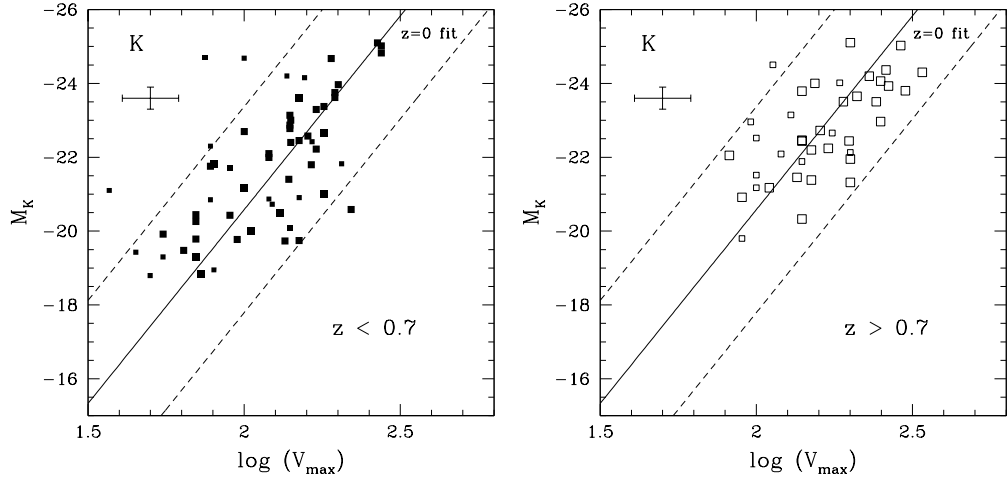 -26
-24
-22
-20
-18
-16
M_K
K
z=0 fit
z < 0.7
1.5
2
2.5
log (V_max)
-26
-24
-22
-20
-18
-16
M_K
K
z=0 fit
z > 0.7
1.5
2
2.5
log (V_max)